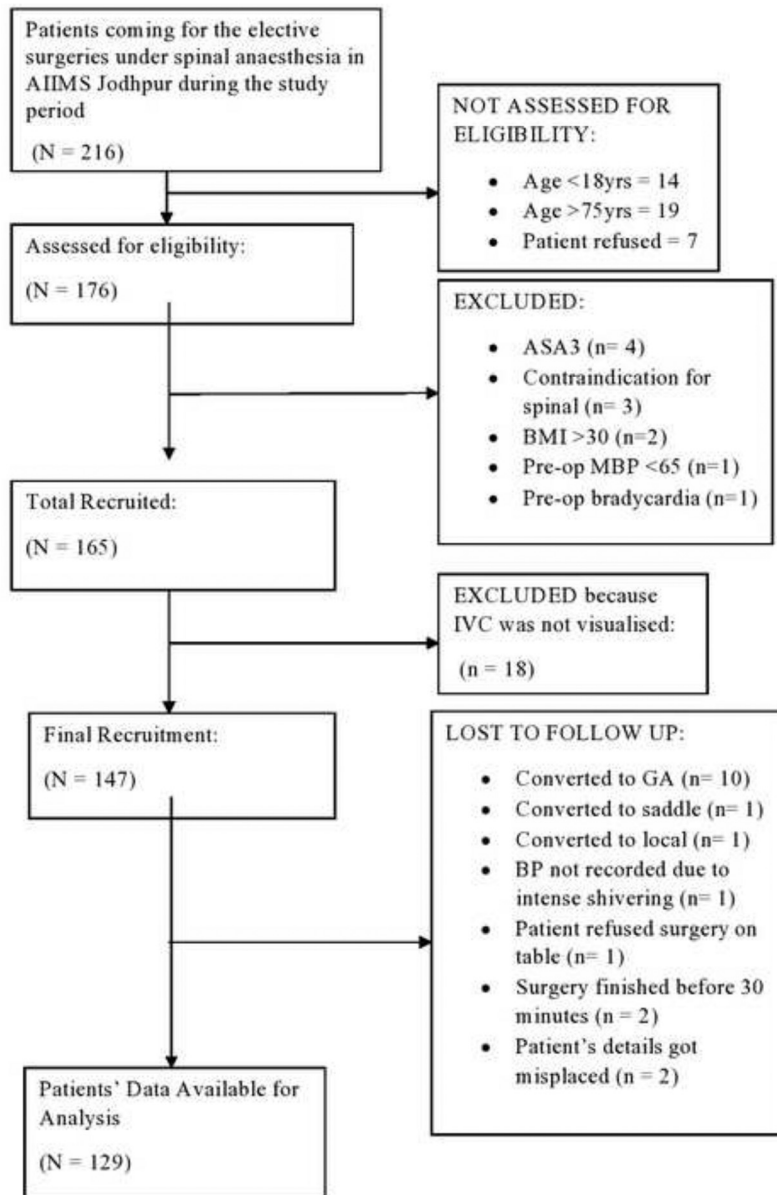 Patients coming for the elective
surgeries under spinal anaesthesia in
AIIMS Jodhpur during the study
period
(N = 216)
NOT ASSESSED FOR
ELIGIBILITY:
• Age <18yrs = 14
• Age >75yrs = 19
• Patient refused = 7
Assessed for eligibility:
(N = 176)
EXCLUDED:
• ASA3 (n= 4)
• Contraindication for
spinal (n= 3)
• BMI >30 (n=2)
• Pre-op MBP <65 (n=1)
• Pre-op bradycardia (n=1)
Total Recruited:
(N = 165)
EXCLUDED because
IVC was not visualised:
(n = 18)
Final Recruitment:
(N = 147)
LOST TO FOLLOW UP:
• Converted to GA (n= 10)
• Converted to saddle (n= 1)
• Converted to local (n= 1)
• BP not recorded due to
intense shivering (n= 1)
• Patient refused surgery on
table (n= 1)
• Surgery finished before 30
minutes (n = 2)
• Patient's details got
misplaced (n = 2)
Patients' Data Available for
Analysis
(N = 129)